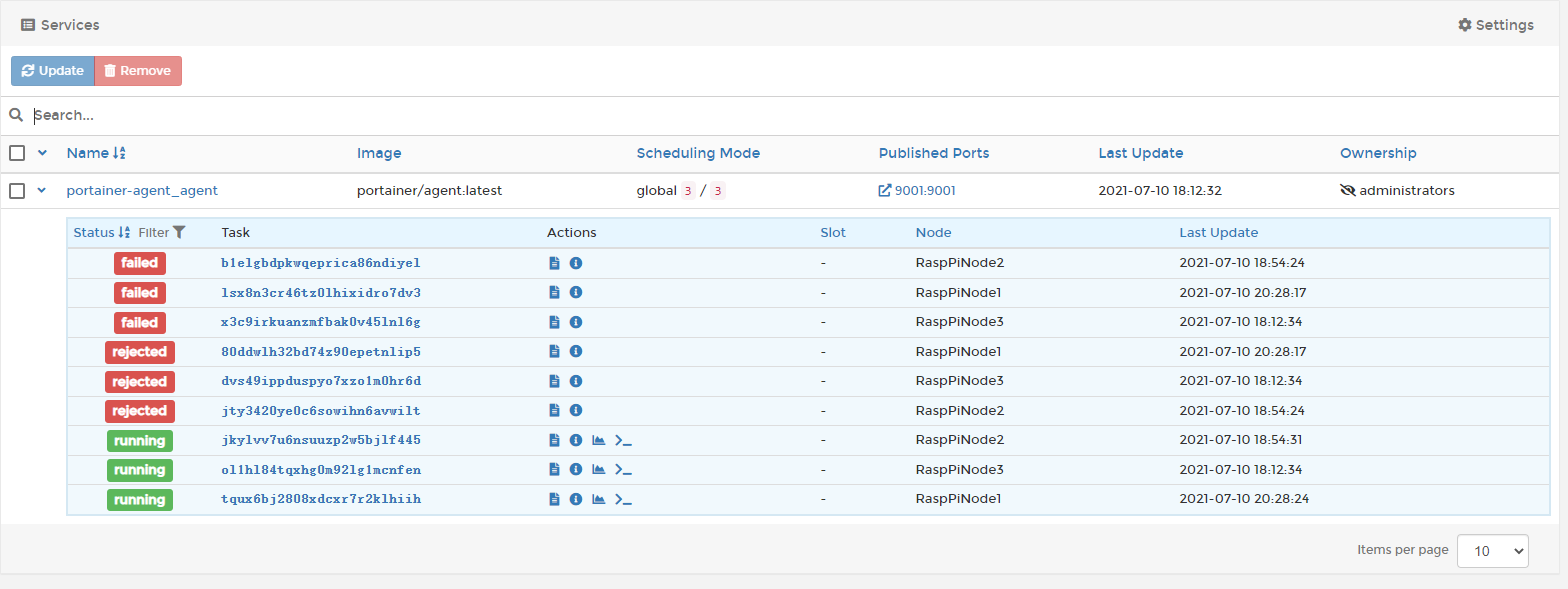 Services Settings
Update Remove
Search...
Name Image Scheduling Mode Published Ports Last Update Ownership
portainer-agent_agent portainer/agent:latest global 3 / 3 9001:9001 2021-07-10 18:12:32 administrators
Status Filter Task Actions Slot Node Last Update
failed b1elgbdpkwqeprica86ndiyel - RaspPiNode2 2021-07-10 18:54:24
failed lsx8n3cr46tz0lhixidro7dv3 - RaspPiNode1 2021-07-10 20:28:17
failed x3c9irkuanzmfbak0v45lnl6g - RaspPiNode3 2021-07-10 18:12:34
rejected 80ddwlh32bd74z90epetnlip5 - RaspPiNode1 2021-07-10 20:28:17
rejected dvs49ippduspyo7xzo1m0hr6d - RaspPiNode3 2021-07-10 18:12:34
rejected jty3420ye0c6sowihn6avwilt - RaspPiNode2 2021-07-10 18:54:24
running jkylvv7u6nsuuzp2w5bjlf445 - RaspPiNode2 2021-07-10 18:54:31
running ol1hl84tqxhg0m92lg1mcnfen - RaspPiNode3 2021-07-10 18:12:34
running tqux6bj2808xdcxr7r2klhiih - RaspPiNode1 2021-07-10 20:28:24
Items per page 10